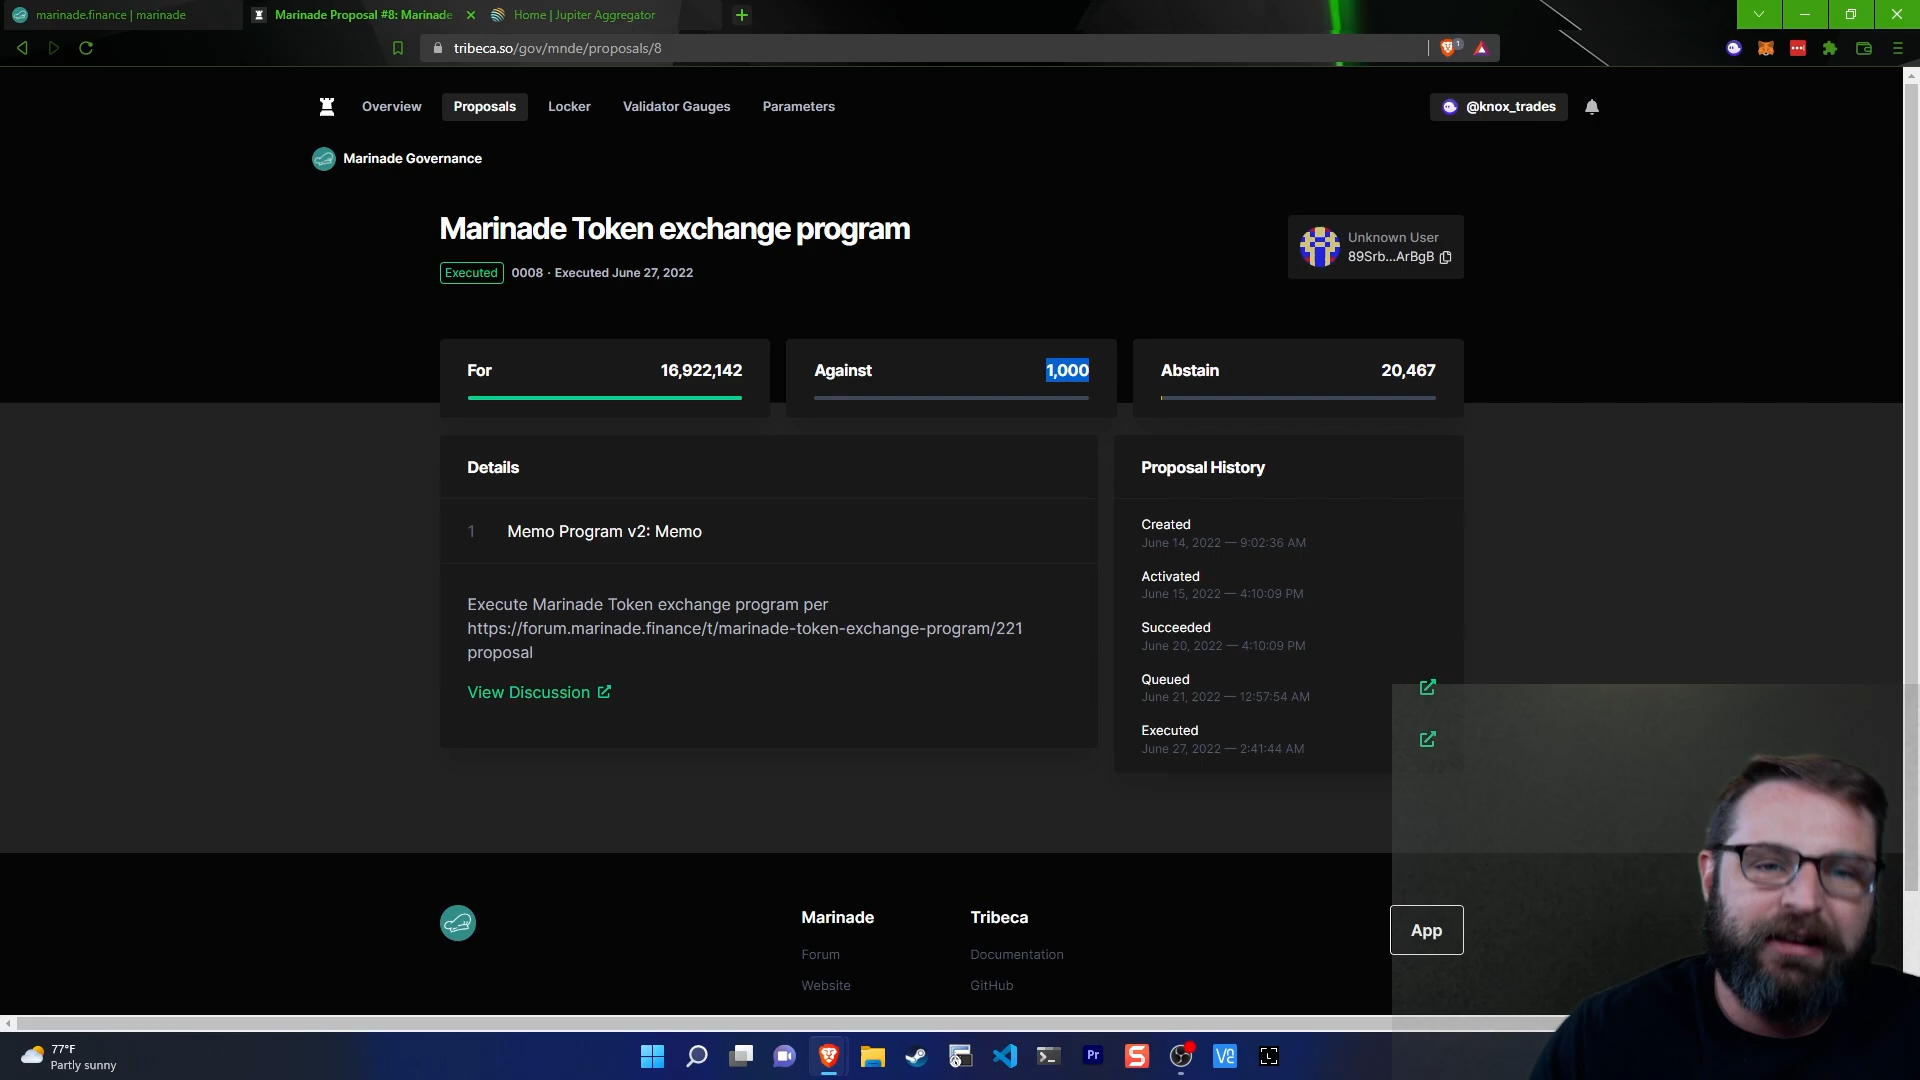 marinade.finance | marinade
Marinade Proposal #8: Marinade
Home | Jupiter Aggregator
tribeca.so/gov/mnde/proposals/8
1
Overview
Proposals
Locker
Validator Gauges
Parameters
@knox_trades
Marinade Governance
Marinade Token exchange program
Executed
0008 · Executed June 27, 2022
Unknown User
89Srb...ArBgB
For
16,922,142
Against
1,000
Abstain
20,467
Details
1
Memo Program v2: Memo
Execute Marinade Token exchange program per
https://forum.marinade.finance/t/marinade-token-exchange-program/221
proposal
View Discussion
Proposal History
Created
June 14, 2022 — 9:02:36 AM
Activated
June 15, 2022 — 4:10:09 PM
Succeeded
June 20, 2022 — 4:10:09 PM
Queued
June 21, 2022 — 12:57:54 AM
Executed
June 27, 2022 — 2:41:44 AM
Marinade
Forum
Website
Tribeca
Documentation
GitHub
App
77°F
Partly sunny
Pr
S